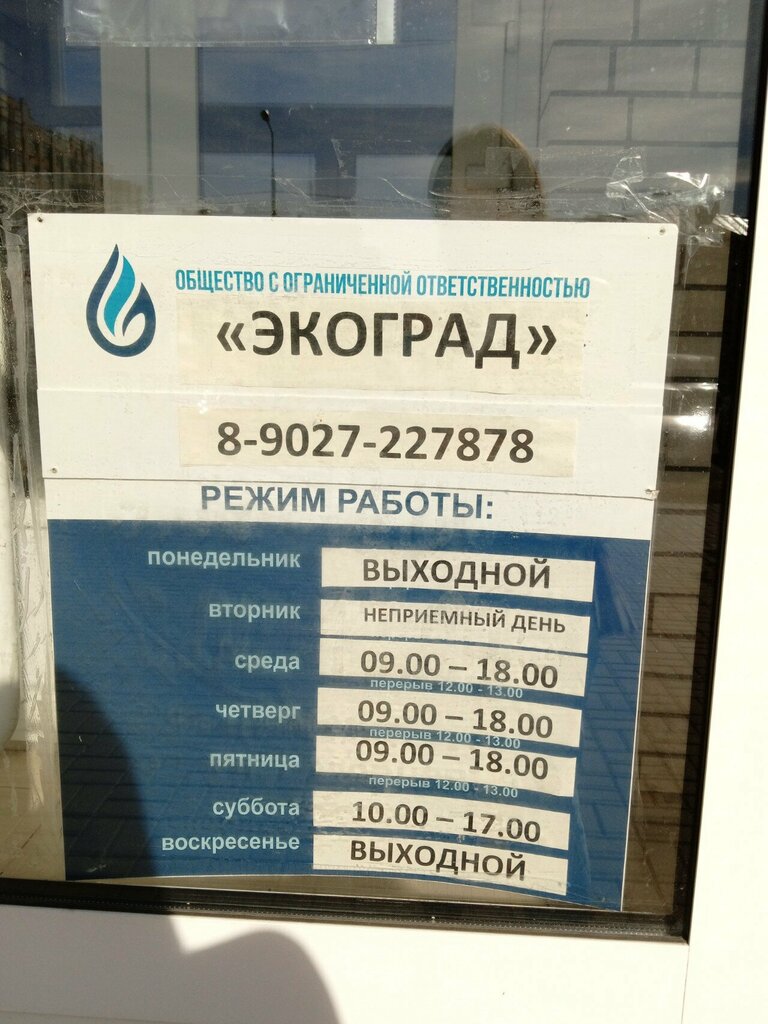 ОБЩЕСТВО С ОГРАНИЧЕННОЙ ОТВЕТСТВЕННОСТЬЮ
«ЭКОГРАД»
8-9027-227878
РЕЖИМ РАБОТЫ:
понедельник ВЫХОДНОЙ
вторник НЕПРИЕМНЫЙ ДЕНЬ
среда 09.00 – 18.00
перерыв 12.00 - 13.00
четверг 09.00 – 18.00
перерыв 12.00 - 13.00
пятница 09.00 – 18.00
перерыв 12.00 - 13.00
суббота 10.00 – 17.00
воскресенье ВЫХОДНОЙ